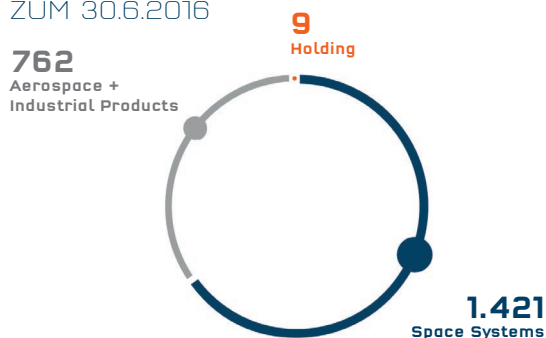 ZUM 30.6.2016
9
Holding
762
Aerospace +
Industrial Products
1.421
Space Systems